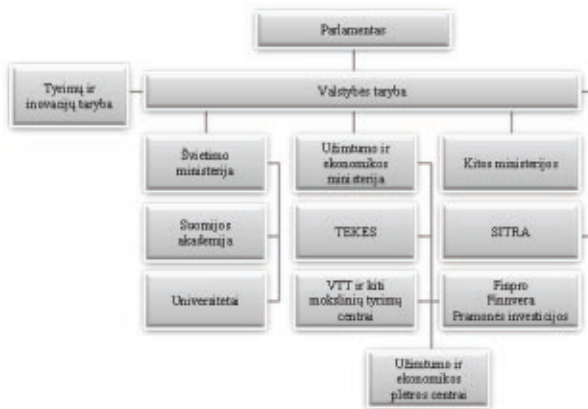 Parlamentas
Tyrimų ir
inovacijų taryba
Valstybės taryba
Švietimo
ministerija
Užimtumo ir
ekonomikos
ministerija
Kitos ministerijos
Suomijos
akademija
TEKES
SITRA
Universitetai
VTT ir kiti
mokslinių tyrimų
centrai
Finpro
Finnvera
Pramonės investicijos
Užimtumo ir
ekonomikos
plėtros centrai